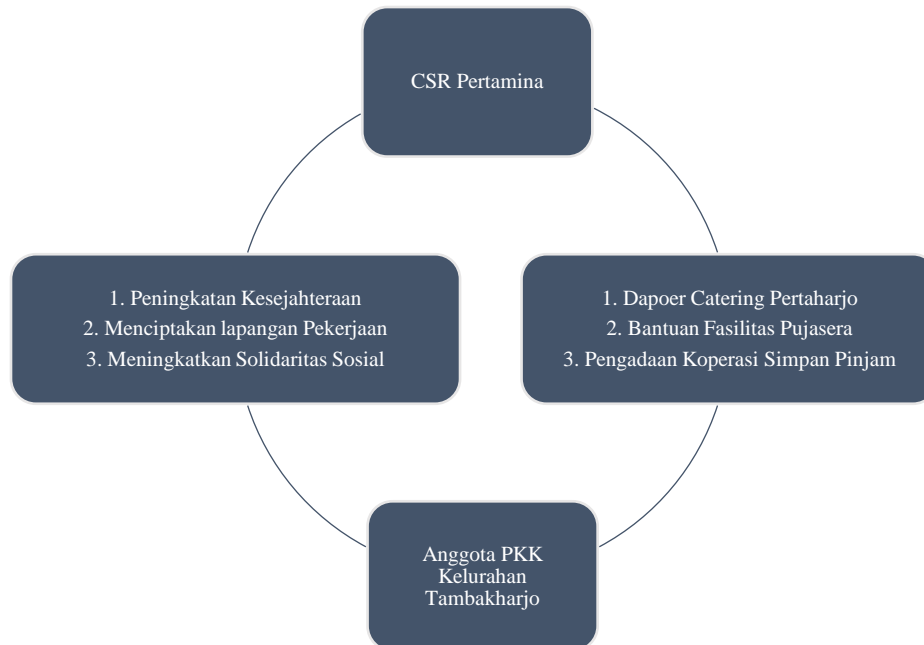 CSR Pertamina
1. Peningkatan Kesejahteraan
2. Menciptakan lapangan Pekerjaan
3. Meningkatkan Solidaritas Sosial
1. Dapoer Catering Pertaharjo
2. Bantuan Fasilitas Pujasera
3. Pengadaan Koperasi Simpan Pinjam
Anggota PKK
Kelurahan
Tambakharjo